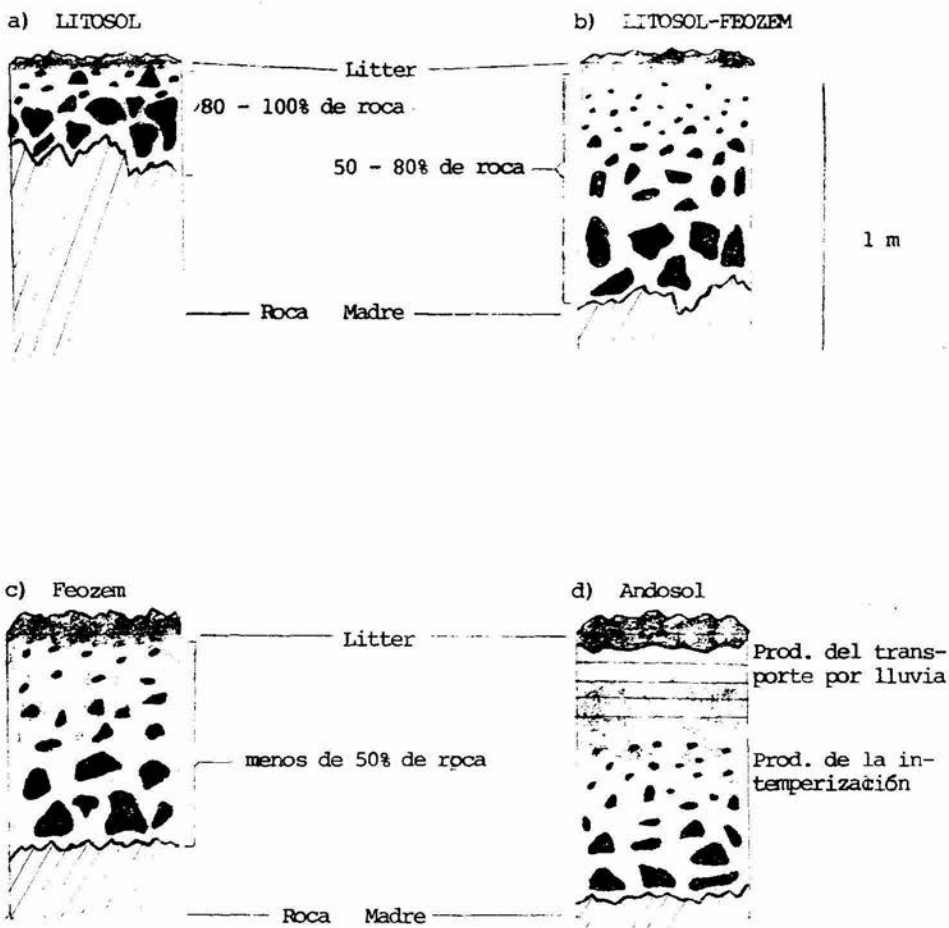 a) LITOSOL
b) LITOSOL-FEOZEM
Litter
80 - 100% de roca
50 - 80% de roca
1 m
Roca Madre
c) Feozem
d) Andosol
Litter
Prod. del trans-
porte por lluvia
menos de 50% de roca
Prod. de la in-
temperización
Roca Madre